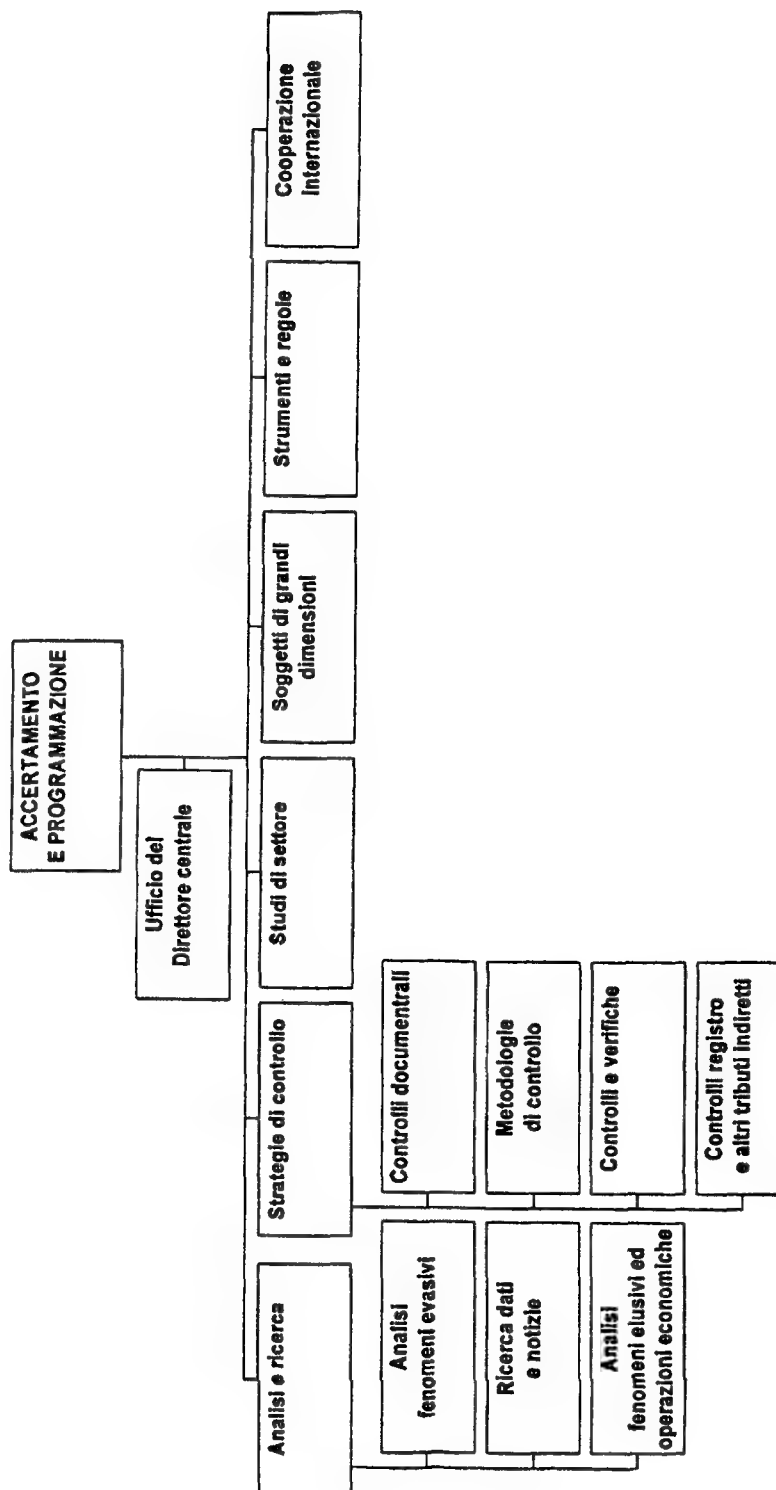 ACCERTAMENTO
E PROGRAMMAZIONE
Ufficio del
Direttore centrale
Analisi e ricerca
Strategie di controllo
Studi di settore
Soggetti di grandi
dimensioni
Strumenti e regole
Cooperazione
Internazionale
Analisi
fenomeni evasivi
Ricerca dati
e notizie
Analisi
fenomeni elusivi ed
operazioni economiche
Controlli documentrali
Metodologie
di controllo
Controlli e verifiche
Controlli registro
e altri tributi indiretti